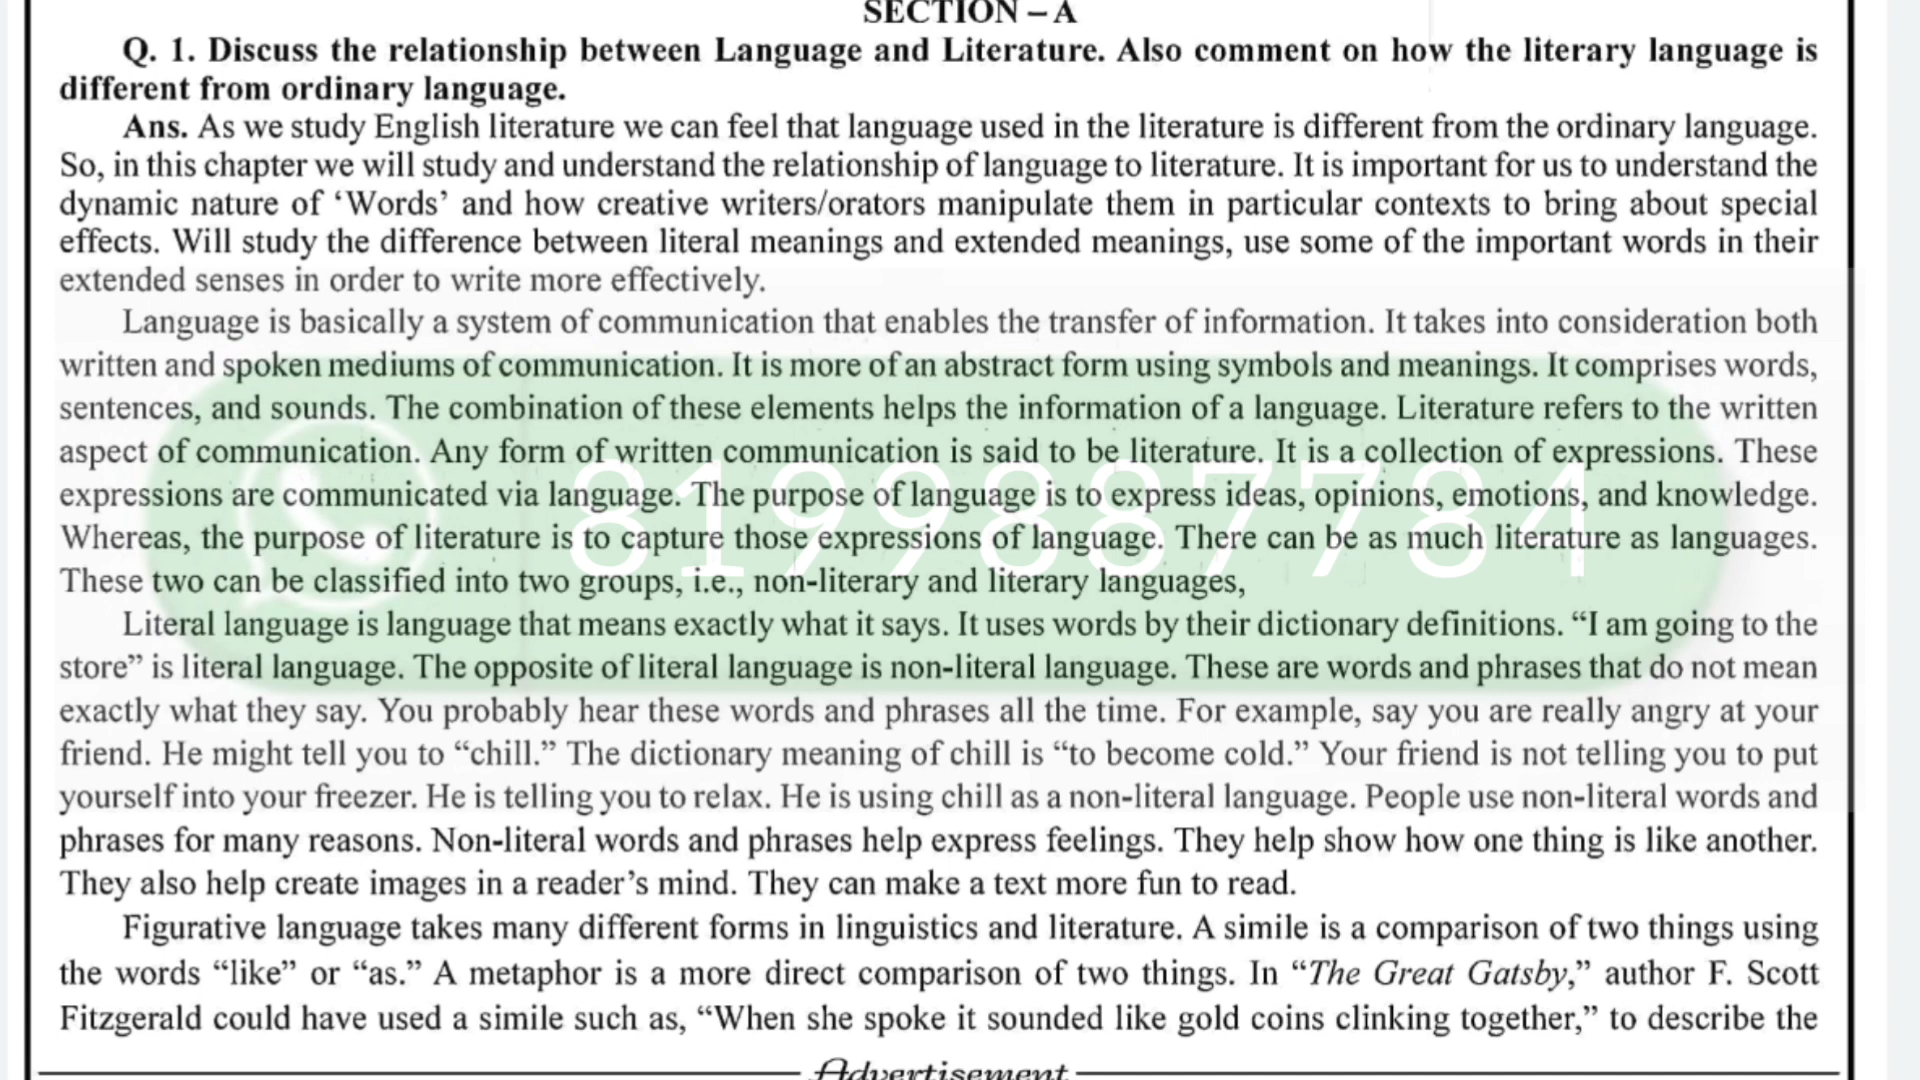 SECTION – A
Q. 1. Discuss the relationship between Language and Literature. Also comment on how the literary language is
different from ordinary language.
Ans. As we study English literature we can feel that language used in the literature is different from the ordinary language.
So, in this chapter we will study and understand the relationship of language to literature. It is important for us to understand the
dynamic nature of ‘Words’ and how creative writers/orators manipulate them in particular contexts to bring about special
effects. Will study the difference between literal meanings and extended meanings, use some of the important words in their
extended senses in order to write more effectively.
Language is basically a system of communication that enables the transfer of information. It takes into consideration both
written and spoken mediums of communication. It is more of an abstract form using symbols and meanings. It comprises words,
sentences, and sounds. The combination of these elements helps the information of a language. Literature refers to the written
aspect of communication. Any form of written communication is said to be literature. It is a collection of expressions. These
expressions are communicated via language. The purpose of language is to express ideas, opinions, emotions, and knowledge.
Whereas, the purpose of literature is to capture those expressions of language. There can be as much literature as languages.
These two can be classified into two groups, i.e., non-literary and literary languages,
8199887784
Literal language is language that means exactly what it says. It uses words by their dictionary definitions. “I am going to the
store” is literal language. The opposite of literal language is non-literal language. These are words and phrases that do not mean
exactly what they say. You probably hear these words and phrases all the time. For example, say you are really angry at your
friend. He might tell you to “chill.” The dictionary meaning of chill is “to become cold.” Your friend is not telling you to put
yourself into your freezer. He is telling you to relax. He is using chill as a non-literal language. People use non-literal words and
phrases for many reasons. Non-literal words and phrases help express feelings. They help show how one thing is like another.
They also help create images in a reader’s mind. They can make a text more fun to read.
Figurative language takes many different forms in linguistics and literature. A simile is a comparison of two things using
the words “like” or “as.” A metaphor is a more direct comparison of two things. In “The Great Gatsby,” author F. Scott
Fitzgerald could have used a simile such as, “When she spoke it sounded like gold coins clinking together,” to describe the
Advertisement